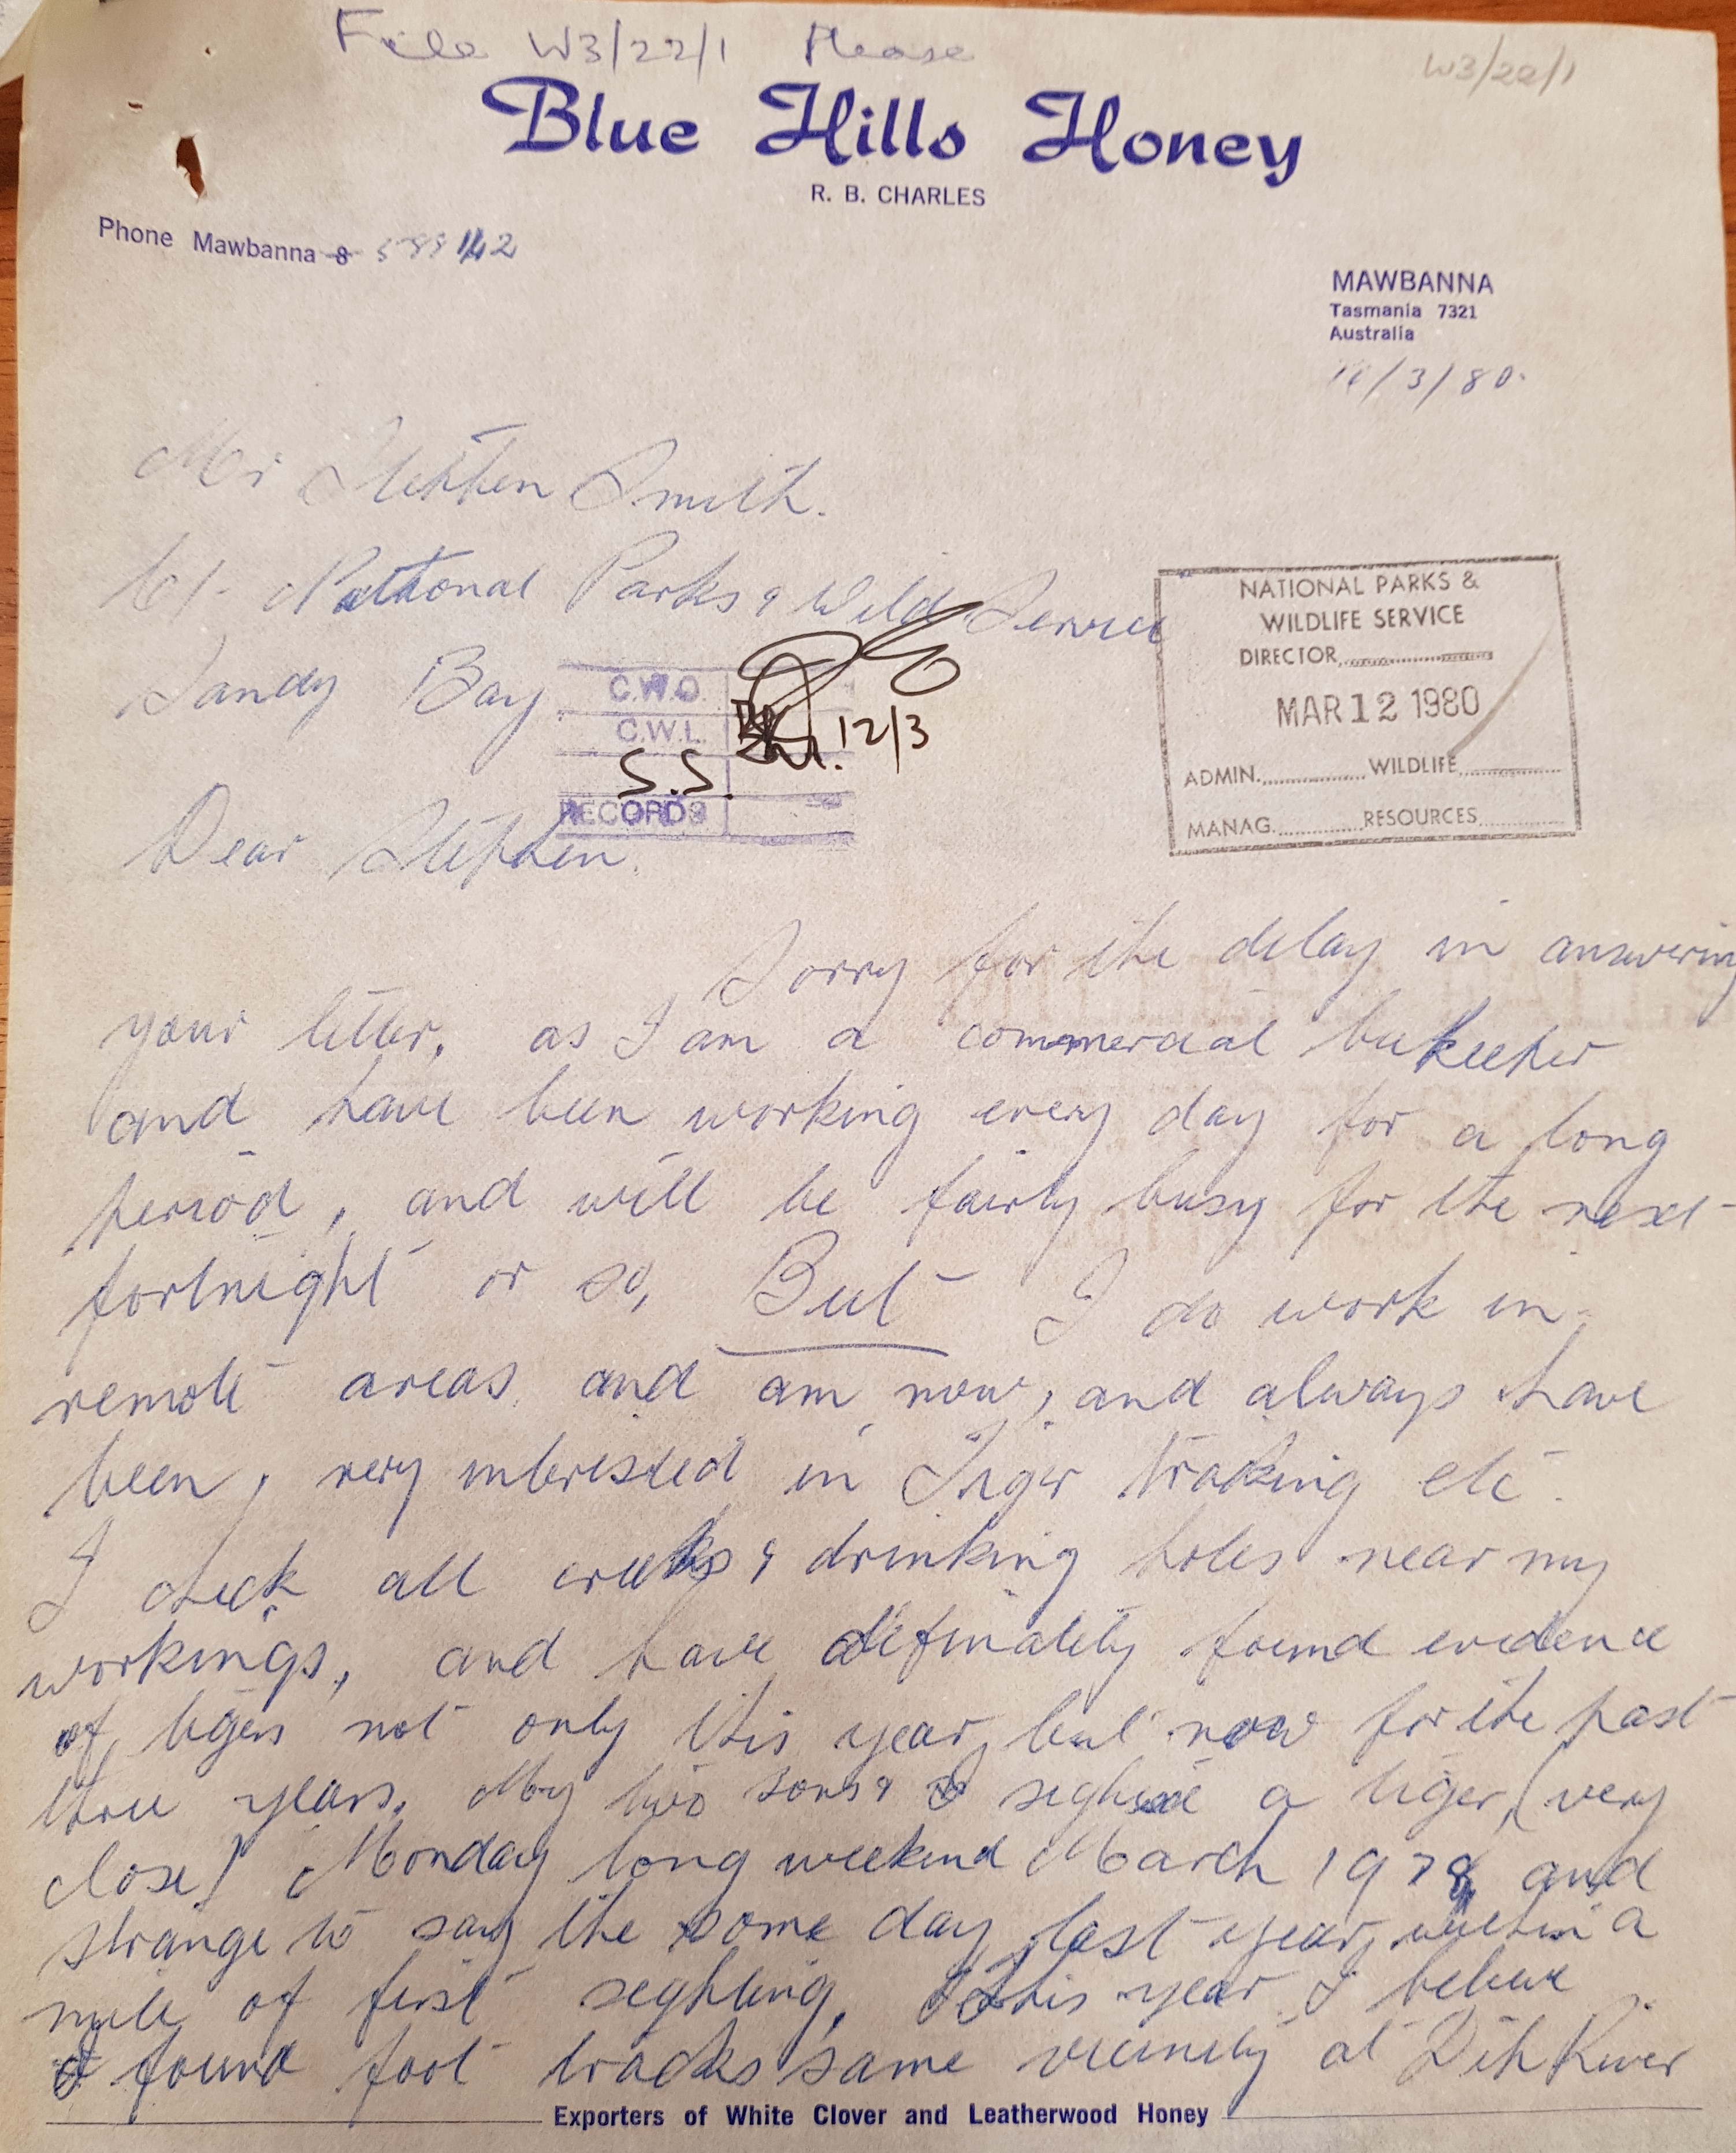 File W3/22/1 Please
W3/22/1
Blue Hills Honey
R. B. CHARLES
Phone Mawbanna 8 589 142
MAWBANNA
Tasmania 7321
Australia
10/3/80.
Mr Stephen Smith.
C/- National Parks & Wild Service
Sandy Bay.
NATIONAL PARKS &
WILDLIFE SERVICE
DIRECTOR
MAR 12 1980
ADMIN. WILDLIFE
MANAG. RESOURCES
C.W.O.
C.W.L. 12/3
S.S.
RECORDS
Dear Stephen.
Sorry for the delay in answering
your letter, as I am a commercial beekeeper
and have been working every day for a long
period, and will be fairly busy for the next
fortnight or so, But I do work in
remote areas and am now, and always have
been, very interested in Tiger tracking etc.
I check all creeks & drinking holes near my
workings, and have definately found evidence
of tigers not only this year, but now for the past
three years. My two sons & I seghted a tiger, (very
close) Monday long weekend March 1978 and
strange to say the same day last year, within a
mile of first seghting, This year I believe
I found foot tracks same vicinity at Dip River
Exporters of White Clover and Leatherwood Honey